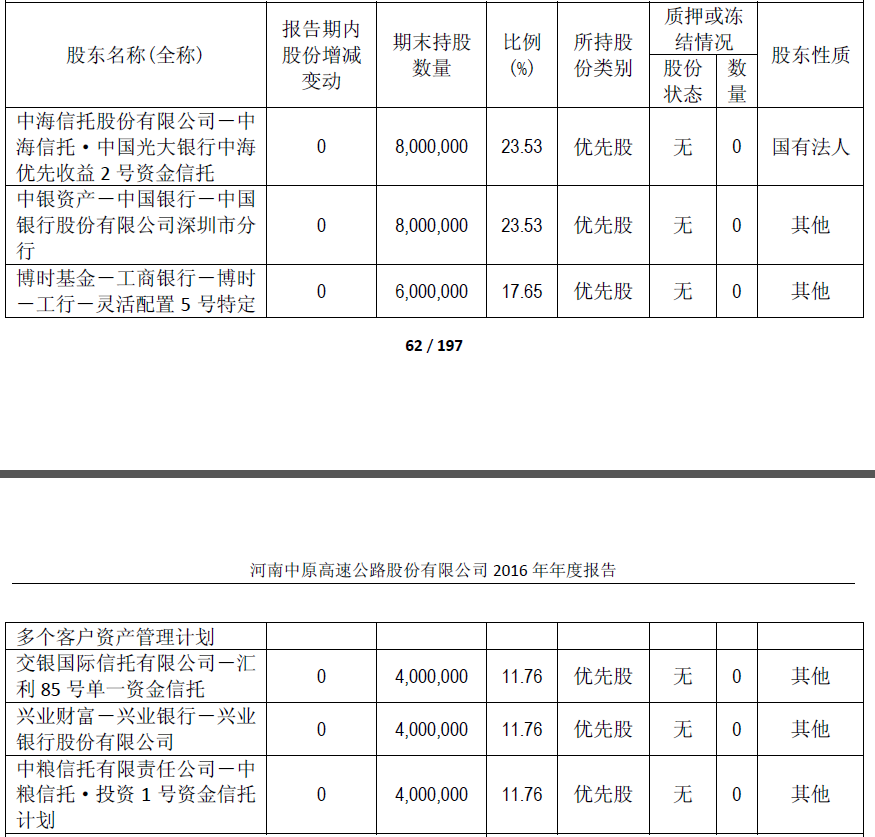 股东名称(全称) 报告期内股份增减变动 期末持股数量 比例(%) 所持股份类别 质押或冻结情况 股东性质
股份状态 数量
中海信托股份有限公司－中
海信托·中国光大银行中海 0 8,000,000 23.53 优先股 无 0 国有法人
优先收益 2 号资金信托
中银资产－中国银行－中国
银行股份有限公司深圳市分 0 8,000,000 23.53 优先股 无 0 其他
行
博时基金－工商银行－博时 0 6,000,000 17.65 优先股 无 0 其他
－工行－灵活配置 5 号特定
62 / 197
河南中原高速公路股份有限公司 2016 年年度报告
多个客户资产管理计划
交银国际信托有限公司－汇 0 4,000,000 11.76 优先股 无 0 其他
利 85 号单一资金信托
兴业财富－兴业银行－兴业 0 4,000,000 11.76 优先股 无 0 其他
银行股份有限公司
中粮信托有限责任公司－中
粮信托·投资 1 号资金信托 0 4,000,000 11.76 优先股 无 0 其他
计划